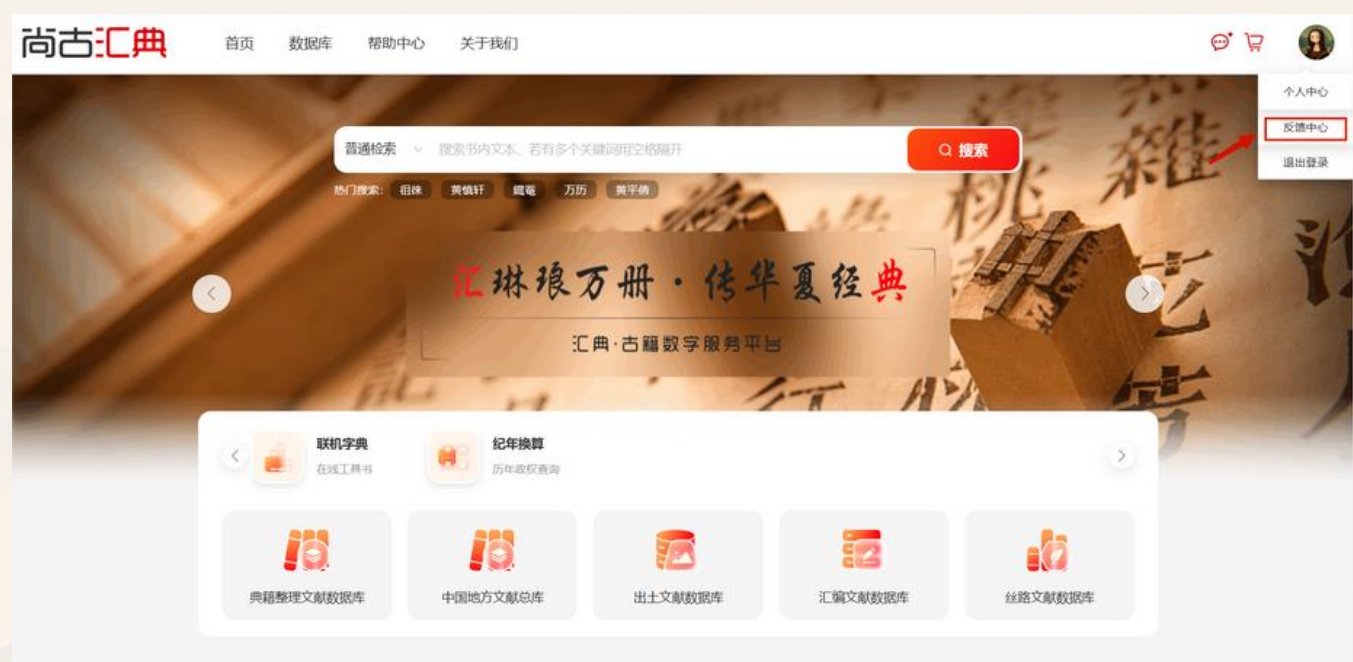 尚古汇典
首页 数据库 帮助中心 关于我们
个人中心
反馈中心
退出登录
普通检索 搜索书内文本、若有多个关键词用空格隔开 搜索
热门搜索: 徂徕 黄慎轩 万历 黄平倩
汇琳琅万册·传华夏经典
汇典·古籍数字服务平台
联机字典
在线工具书
纪年换算
历年政权查询
典籍整理文献数据库 中国地方文献总库 出土文献数据库 汇编文献数据库 丝路文献数据库